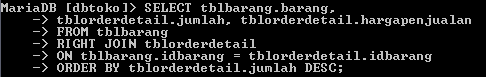 MariaDB [dbtoko]> SELECT tblbarang.barang,
-> tblorderdetail.junlah, tblorderdetail.hargapenjualan
-> FROM tblbarang
-> RIGHT JOIN tblorderdetail
-> ON tblbarang.idbarang = tblorderdetail.idbarang
-> ORDER BY tblorderdetail.jumlah DESC;